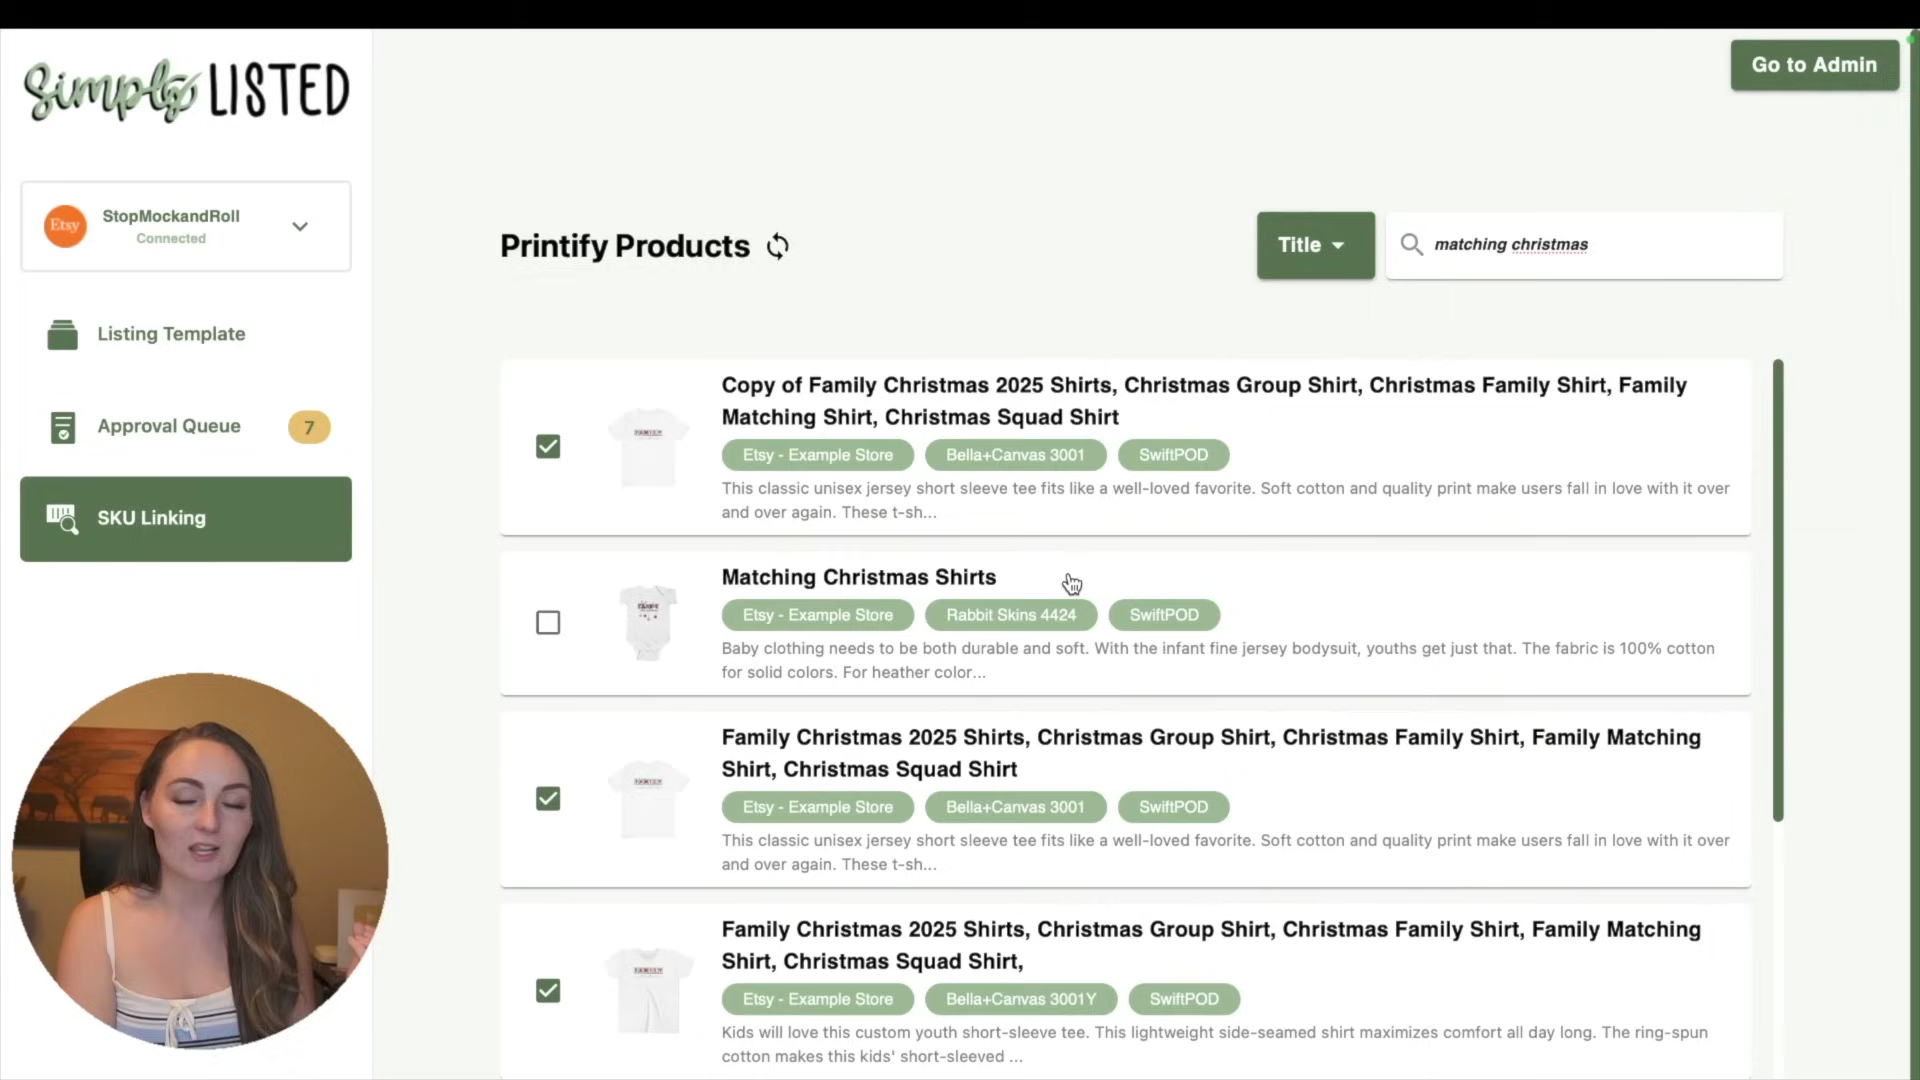 Simply LISTED
Go to Admin
Etsy
StopMockandRoll
Connected
Listing Template
Approval Queue
7
SKU Linking
Printify Products
Title
matching christmas
Copy of Family Christmas 2025 Shirts, Christmas Group Shirt, Christmas Family Shirt, Family
Matching Shirt, Christmas Squad Shirt
Etsy - Example Store
Bella+Canvas 3001
SwiftPOD
This classic unisex jersey short sleeve tee fits like a well-loved favorite. Soft cotton and quality print make users fall in love with it over
and over again. These t-sh...
Matching Christmas Shirts
Etsy - Example Store
Rabbit Skins 4424
SwiftPOD
Baby clothing needs to be both durable and soft. With the infant fine jersey bodysuit, youths get just that. The fabric is 100% cotton
for solid colors. For heather color...
Family Christmas 2025 Shirts, Christmas Group Shirt, Christmas Family Shirt, Family Matching
Shirt, Christmas Squad Shirt
Etsy - Example Store
Bella+Canvas 3001
SwiftPOD
This classic unisex jersey short sleeve tee fits like a well-loved favorite. Soft cotton and quality print make users fall in love with it over
and over again. These t-sh...
Family Christmas 2025 Shirts, Christmas Group Shirt, Christmas Family Shirt, Family Matching
Shirt, Christmas Squad Shirt,
Etsy - Example Store
Bella+Canvas 3001Y
SwiftPOD
Kids will love this custom youth short-sleeve tee. This lightweight side-seamed shirt maximizes comfort all day long. The ring-spun
cotton makes this kids' short-sleeved ...